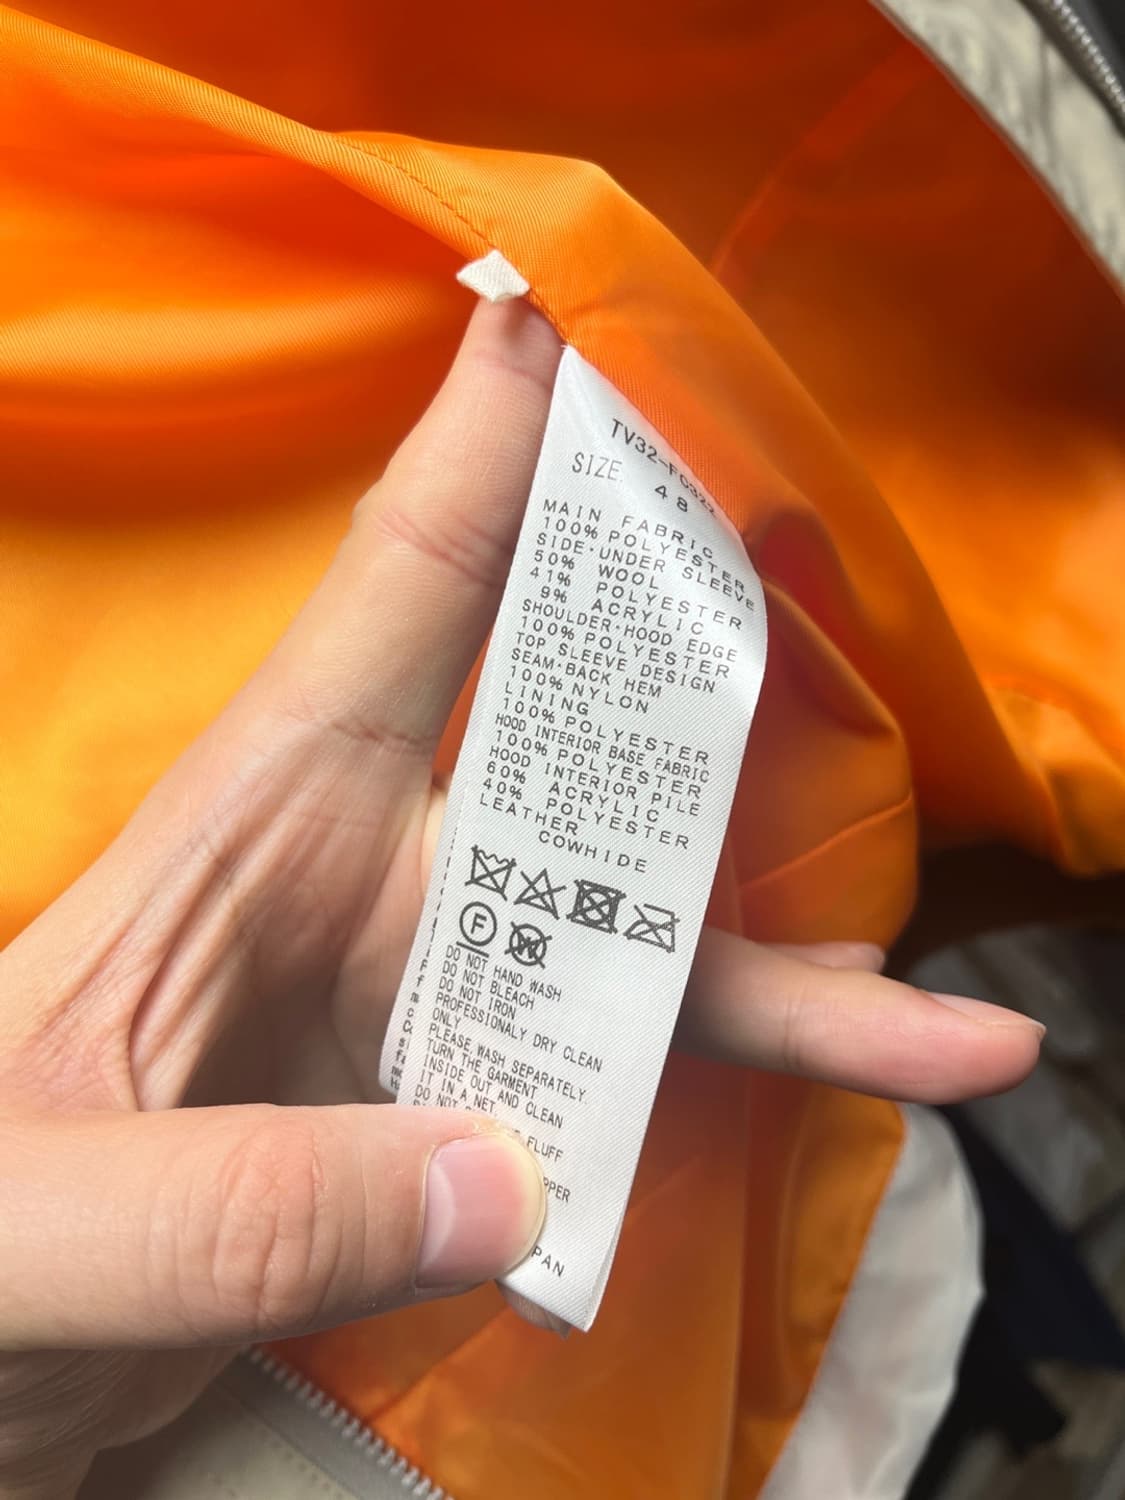 SIZE 48
MAIN FABRIC
100% POLYESTER
SIDE・UNDER SLEEVE
50% WOOL
41% POLYESTER
9% ACRYLIC
SHOULDER・HOOD EDGE
100% POLYESTER
TOP SLEEVE DESIGN
SEAM・BACK HEM
100% NYLON
LINING
100% POLYESTER
HOOD INTERIOR BASE FABRIC
100% POLYESTER
HOOD INTERIOR PILE
60% ACRYLIC
40% POLYESTER
LEATHER
COWHIDE
F W
DO NOT HAND WASH
DO NOT BLEACH
DO NOT IRON
PROFESSIONALY DRY CLEAN
ONLY
PLEASE WASH SEPARATELY.
TURN THE GARMENT
INSIDE OUT AND CLEAN
IT IN A NET.
DO NOT
FLUFF